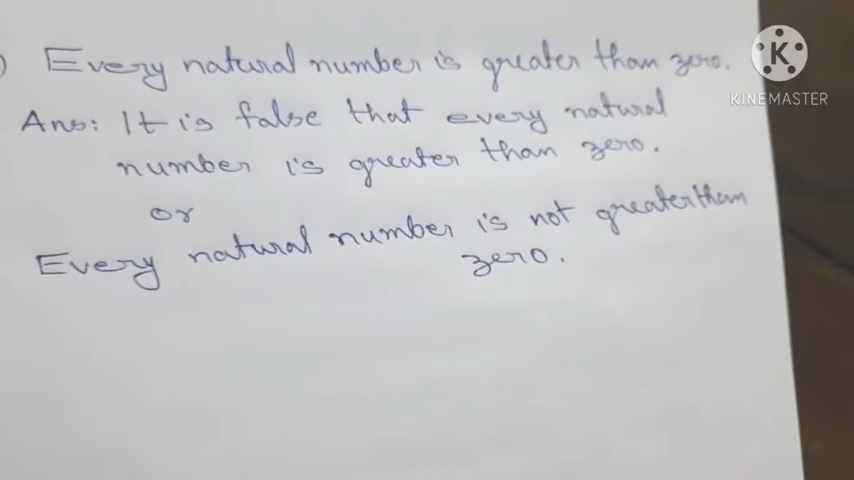 ) Every natural number is greater than zero.
Ans: It is false that every natural
number is greater than zero.
or
Every natural number is not greater than
zero.
K
KINEMASTER